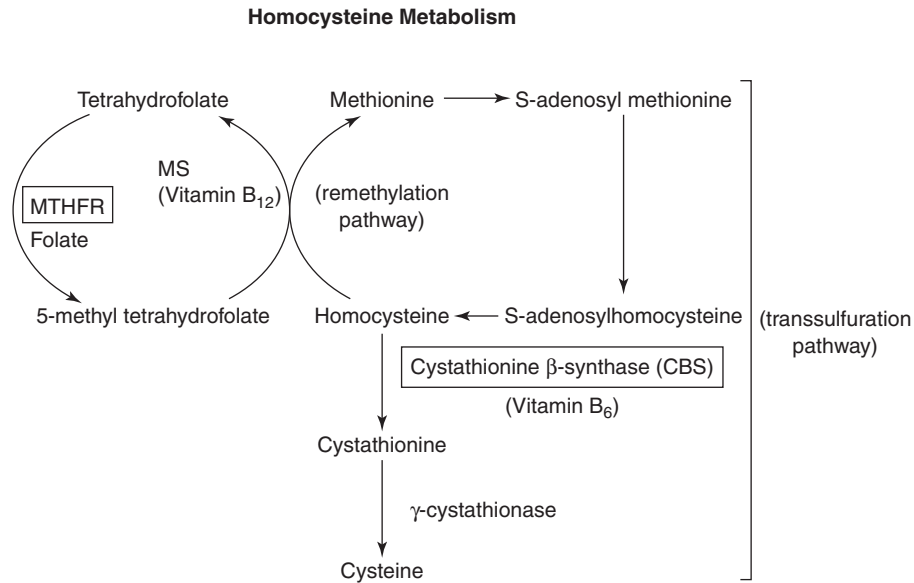 Homocysteine Metabolism
Tetrahydrofolate
Methionine
S-adenosyl methionine
MS
(Vitamin B12)
MTHFR
Folate
(remethylation
pathway)
5-methyl tetrahydrofolate
Homocysteine
S-adenosylhomocysteine
(transsulfuration
pathway)
Cystathionine β-synthase (CBS)
(Vitamin B6)
Cystathionine
γ-cystathionase
Cysteine